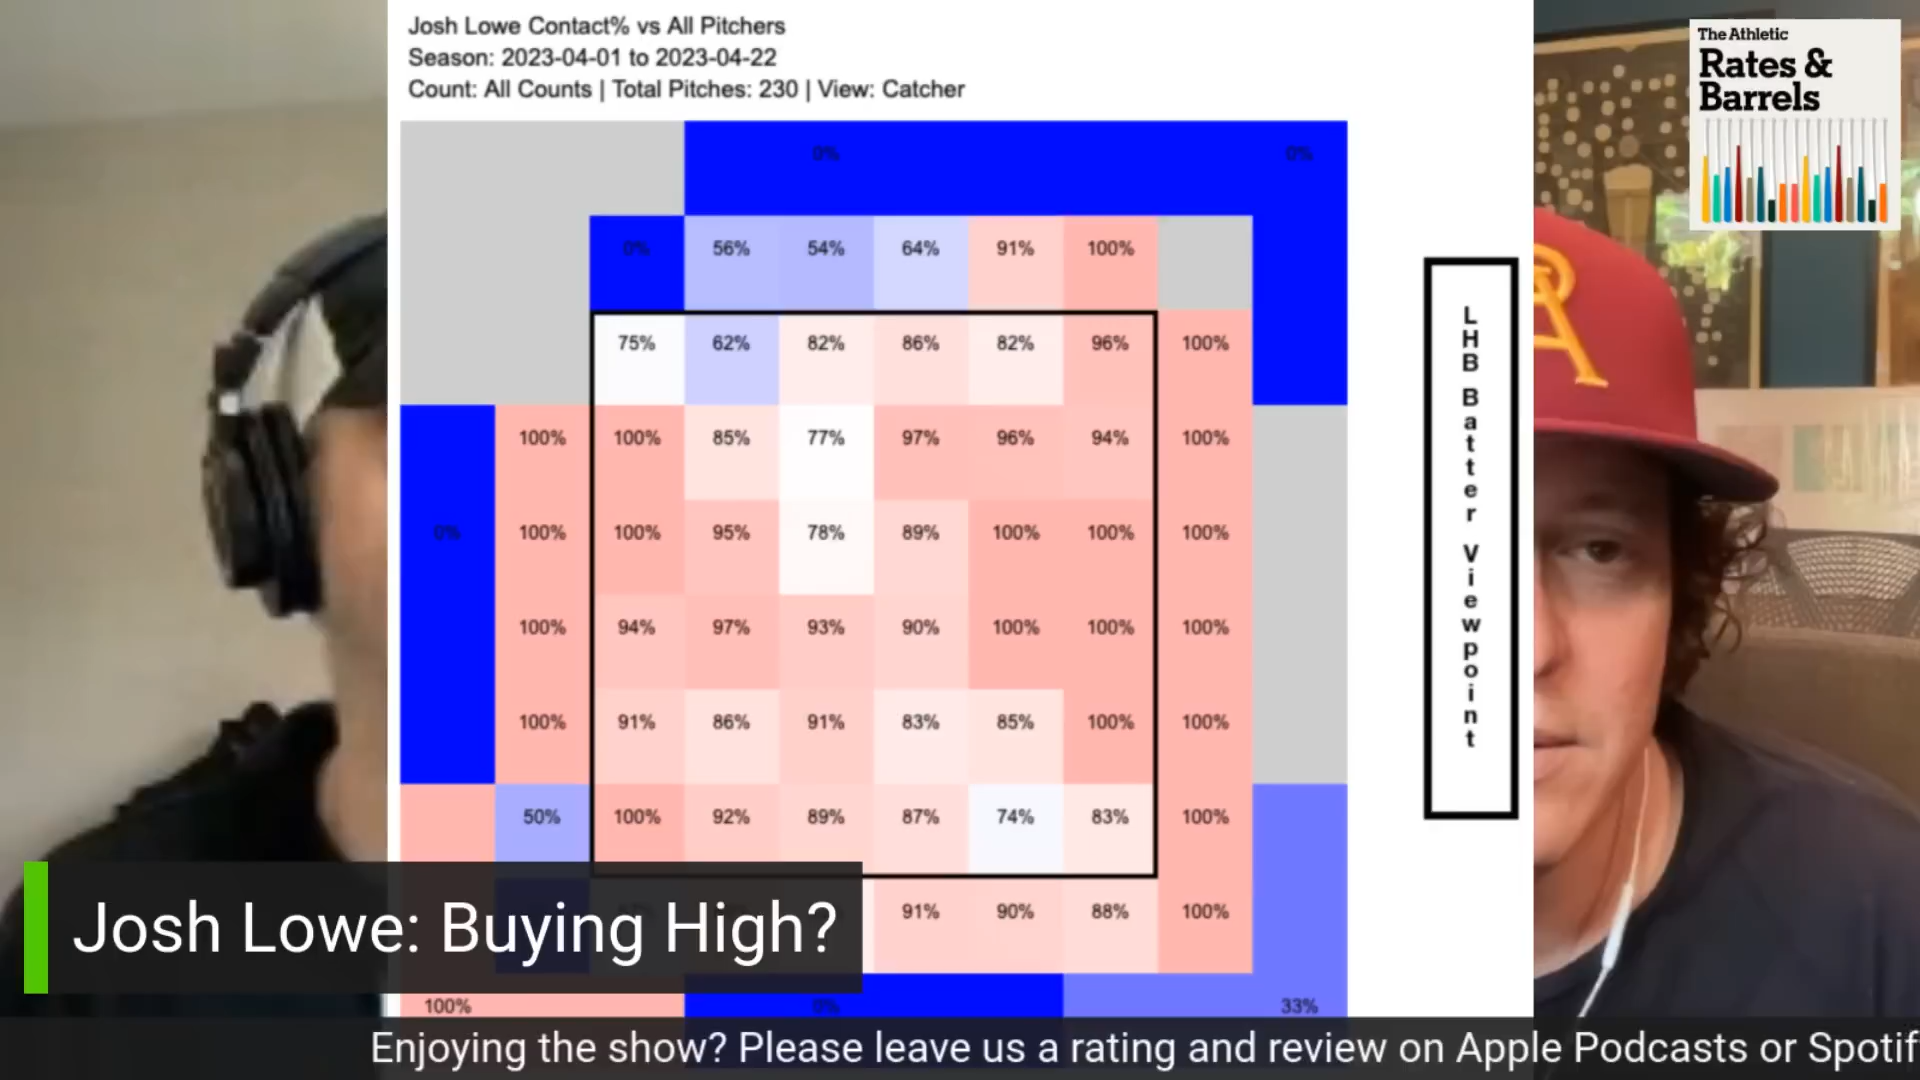 Josh Lowe Contact% vs All Pitchers
Season: 2023-04-01 to 2023-04-22
Count: All Counts | Total Pitches: 230 | View: Catcher
The Athletic
Rates &
Barrels
0% 0%
0% 56% 54% 64% 91% 100%
75% 62% 82% 86% 82% 96% 100%
100% 100% 85% 77% 97% 96% 94% 100%
0% 100% 100% 95% 78% 89% 100% 100% 100%
100% 94% 97% 93% 90% 100% 100% 100%
100% 91% 86% 91% 83% 85% 100% 100%
50% 100% 92% 89% 87% 74% 83% 100%
91% 90% 88% 100%
100% 0% 33%
LHB Batter Viewpoint
A
Josh Lowe: Buying High?
Enjoying the show? Please leave us a rating and review on Apple Podcasts or Spotif